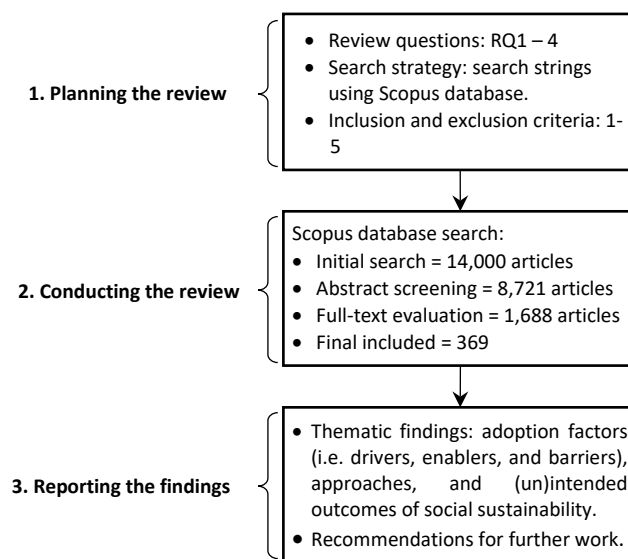 1. Planning the review
• Review questions: RQ1 – 4
• Search strategy: search strings
using Scopus database.
• Inclusion and exclusion criteria: 1-
5
2. Conducting the review
Scopus database search:
• Initial search = 14,000 articles
• Abstract screening = 8,721 articles
• Full-text evaluation = 1,688 articles
• Final included = 369
3. Reporting the findings
• Thematic findings: adoption factors
(i.e. drivers, enablers, and barriers),
approaches, and (un)intended
outcomes of social sustainability.
• Recommendations for further work.